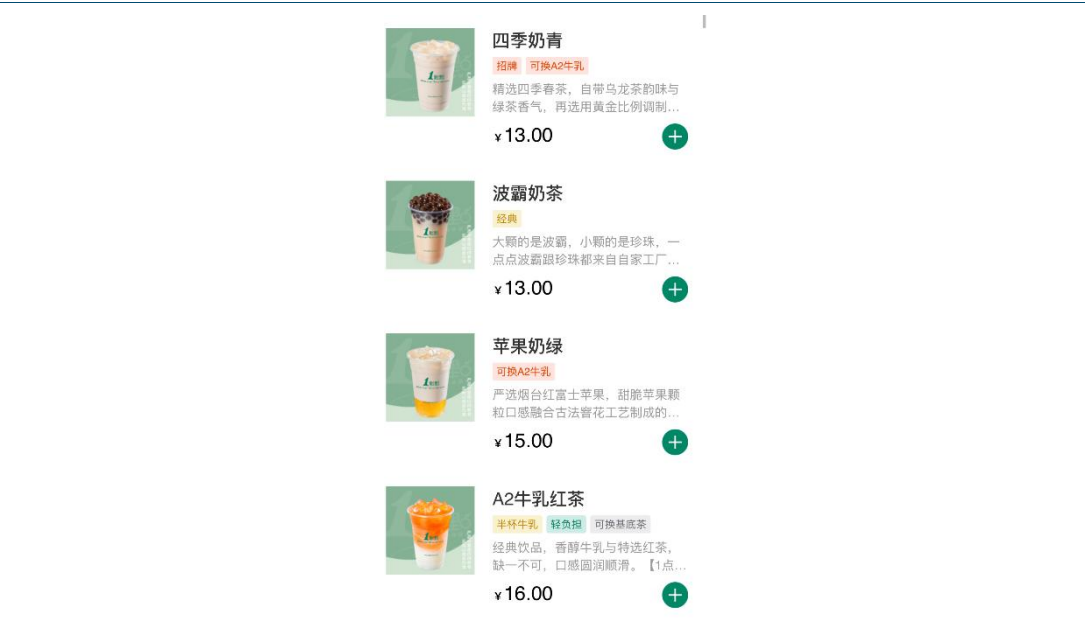 四季奶青
招牌 可换A2牛乳
精选四季春茶，自带乌龙茶韵味与
绿茶香气，再选用黄金比例调制...
¥13.00
波霸奶茶
经典
大颗的是波霸，小颗的是珍珠，一
点点波霸跟珍珠都来自自家工厂...
¥13.00
苹果奶绿
可换A2牛乳
严选烟台红富士苹果，甜脆苹果颗
粒口感融合古法窨花工艺制成的...
¥15.00
A2牛乳红茶
半杯牛乳 轻负担 可换基底茶
经典饮品，香醇牛乳与特选红茶，
缺一不可，口感圆润顺滑。【1点...
¥16.00